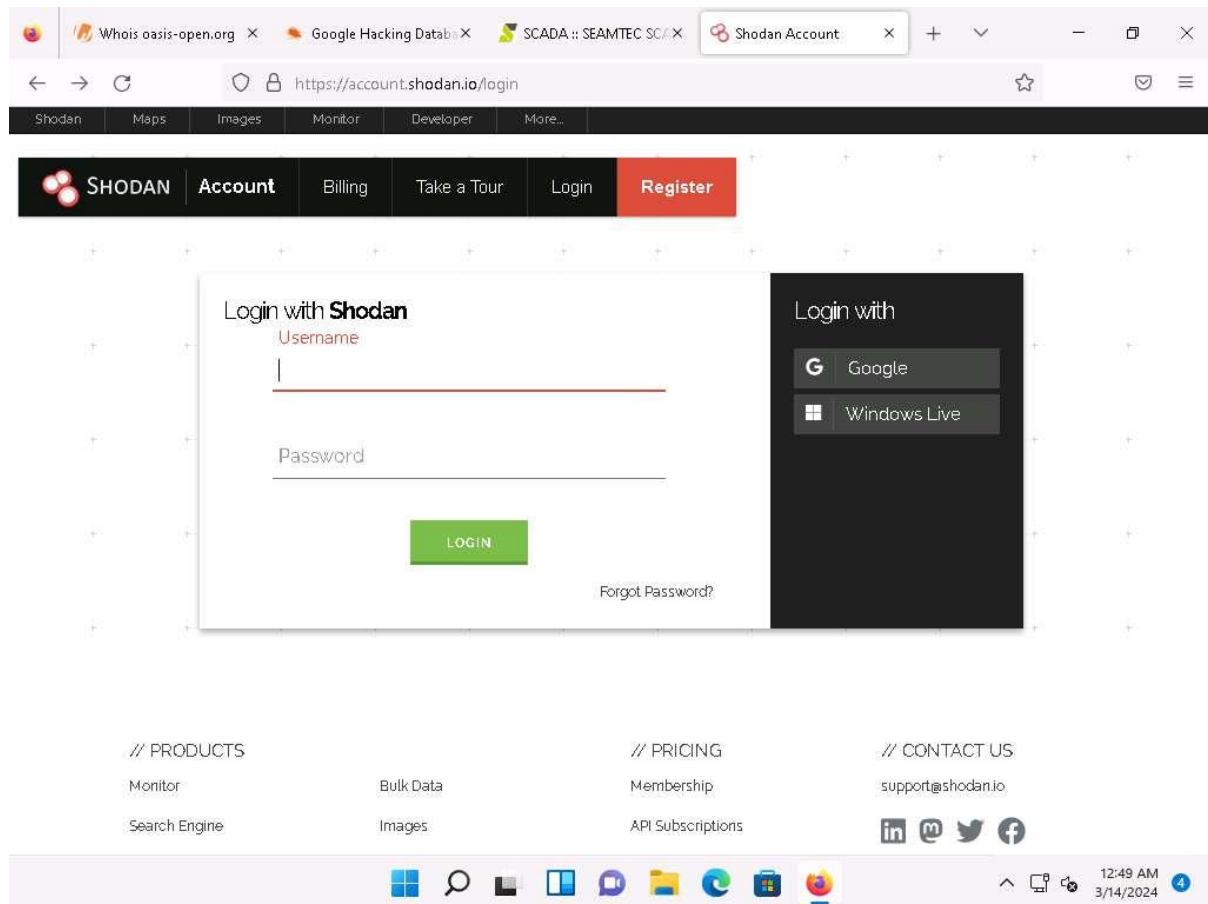 Whois oasis-open.org Google Hacking Datab SCADA :: SEAMTEC SCA Shodan Account
https://account.shodan.io/login
Shodan Maps Images Monitor Developer More...
SHODAN Account Billing Take a Tour Login Register
Login with Shodan
Username
Password
LOGIN
Forgot Password?
Login with
G Google
Windows Live
// PRODUCTS
Monitor Bulk Data
Search Engine Images
// PRICING
Membership
API Subscriptions
// CONTACT US
support@shodan.io
12:49 AM
3/14/2024
4